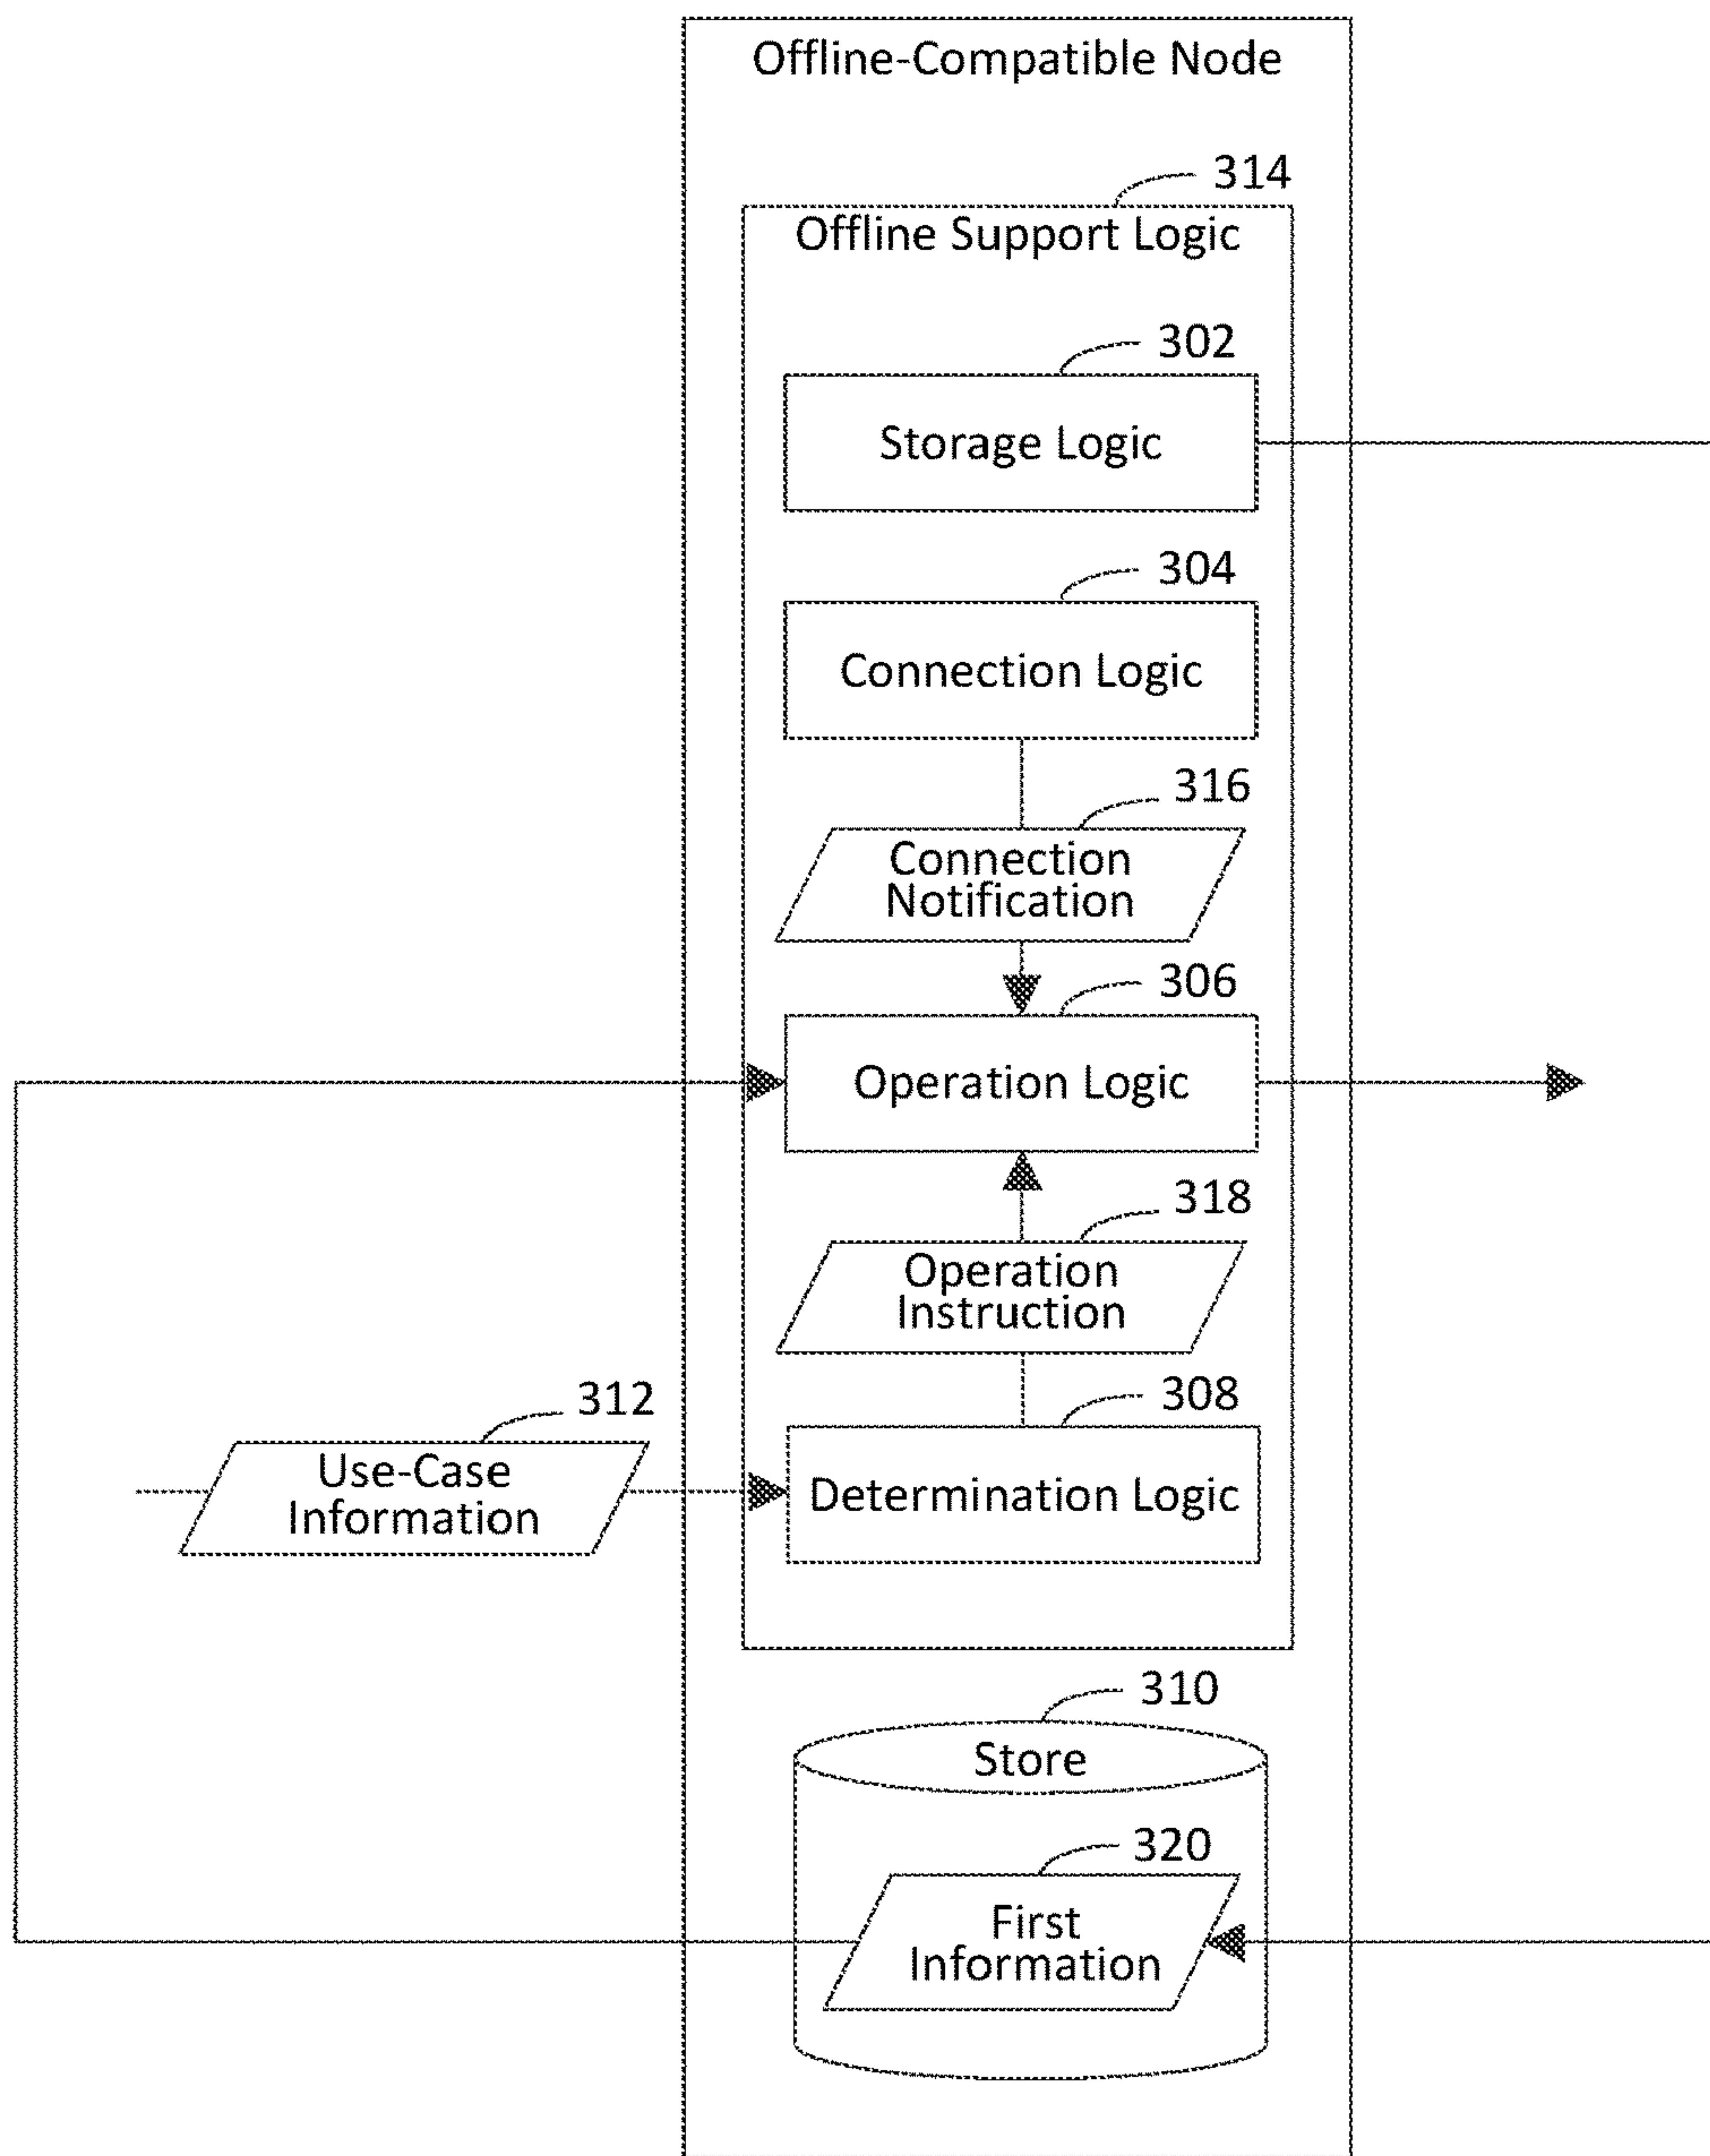 Offline-Compatible Node
314
Offline Support Logic
302
Storage Logic
304
Connection Logic
316
Connection
Notification
306
Operation Logic
318
Operation
Instruction
312
308
Use-Case
Information
Determination Logic
310
Store
320
First
Information